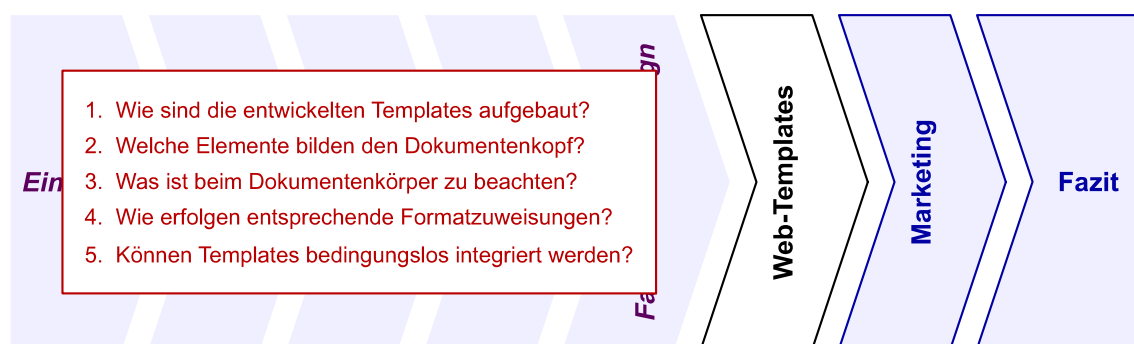 1. Wie sind die entwickelten Templates aufgebaut?
2. Welche Elemente bilden den Dokumentenkopf?
3. Was ist beim Dokumentenkörper zu beachten?
4. Wie erfolgen entsprechende Formatzuweisungen?
5. Können Templates bedingungslos integriert werden?
Web-Templates
Marketing
Fazit